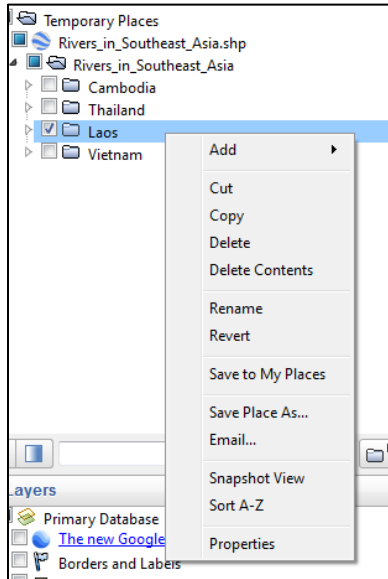 Temporary Places
Rivers_in_Southeast_Asia.shp
Rivers_in_Southeast_Asia
Cambodia
Thailand
Laos
Vietnam
Add
Cut
Copy
Delete
Delete Contents
Rename
Revert
Save to My Places
Save Place As...
Email...
Snapshot View
Sort A-Z
Properties
Layers
Primary Database
The new Google
Borders and Labels